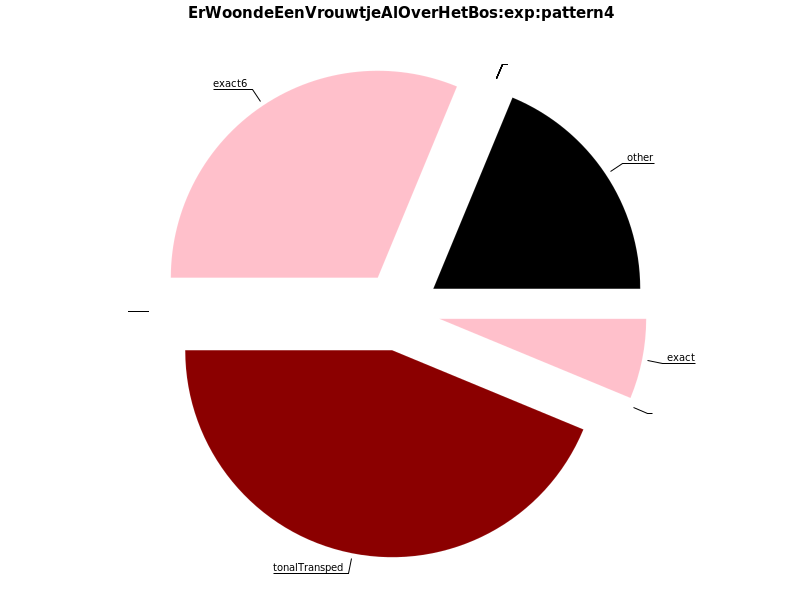 ErWoondeEenVrouwtjeAlOverHetBos:exp:pattern4
exact6
other
exact
tonalTransped